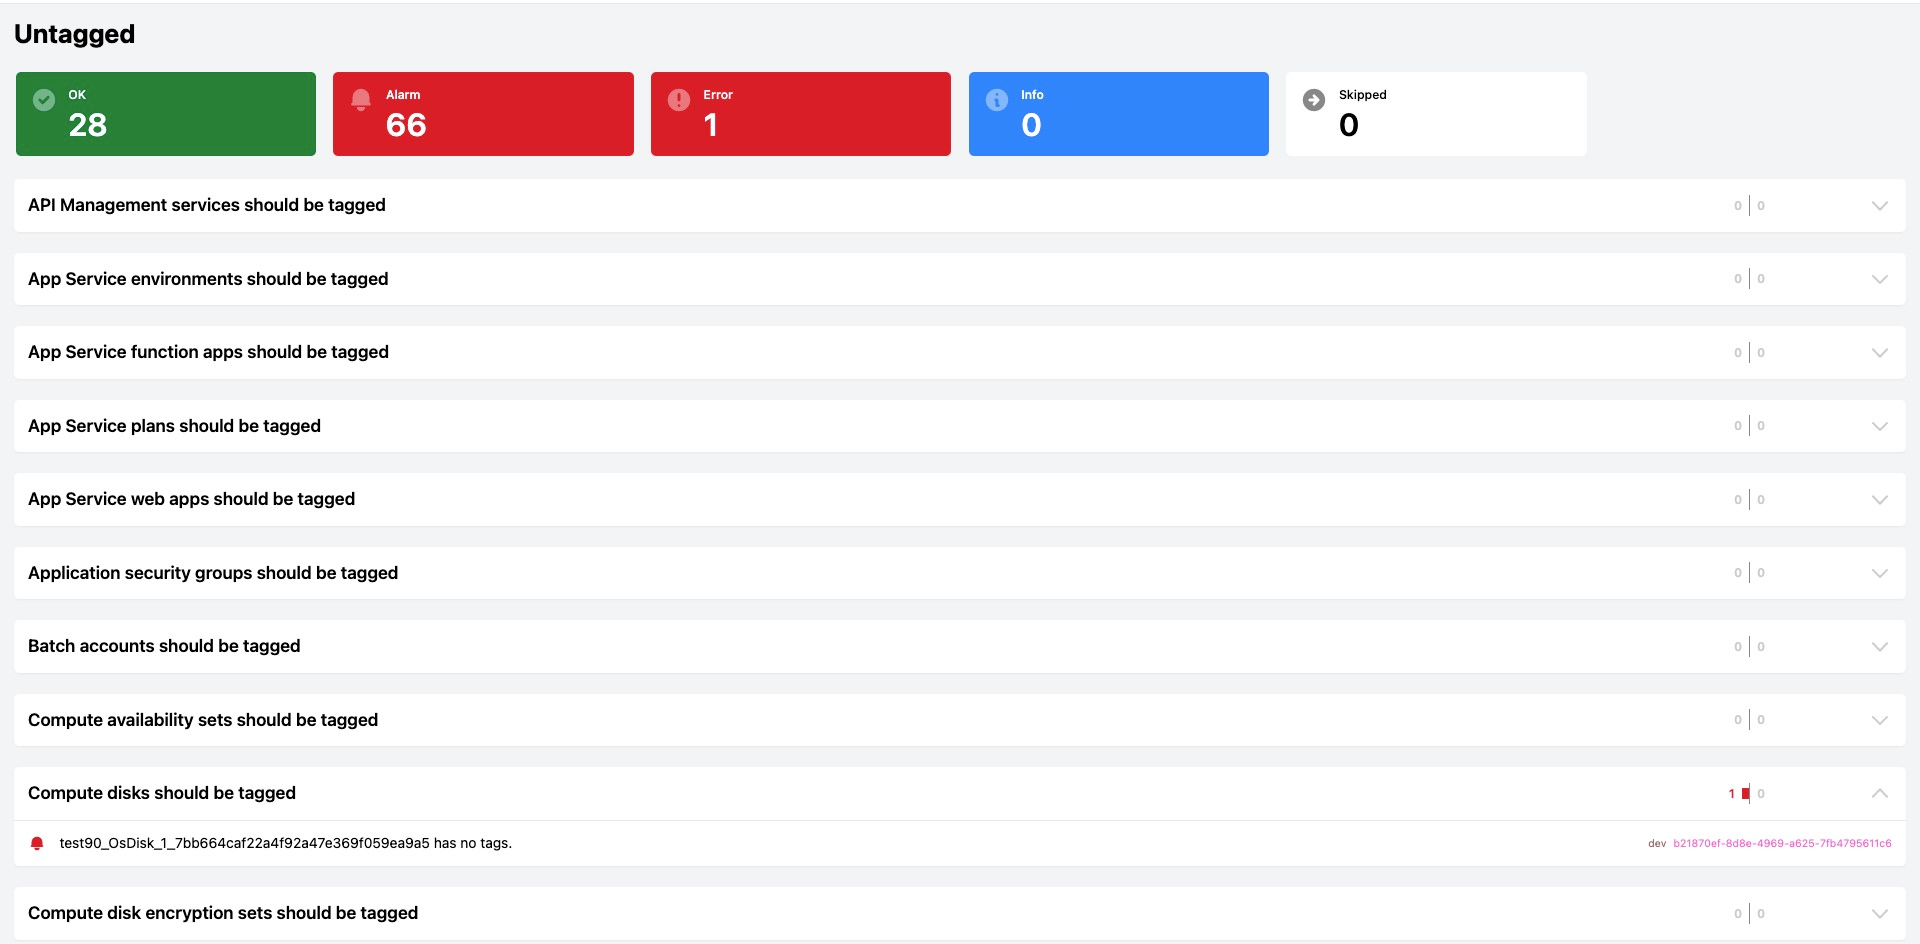 Untagged
OK
28
Alarm
66
Error
1
Info
0
Skipped
0
API Management services should be tagged 0 0
App Service environments should be tagged 0 0
App Service function apps should be tagged 0 0
App Service plans should be tagged 0 0
App Service web apps should be tagged 0 0
Application security groups should be tagged 0 0
Batch accounts should be tagged 0 0
Compute availability sets should be tagged 0 0
Compute disks should be tagged 1 0
test90_OsDisk_1_7bb664caf22a4f92a47e369f059ea9a5 has no tags. dev b21870ef-8d8e-4969-a625-7fb4795611c6
Compute disk encryption sets should be tagged 0 0